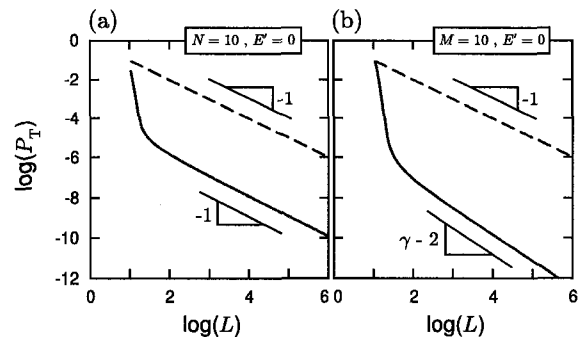 (a)
N = 10 , E' = 0
(b)
M = 10 , E' = 0
0
-2
-4
-6
-8
-10
-12
log(P_T)
-1
-1
-1
γ - 2
0
2
4
6
0
2
4
6
log(L)
log(L)